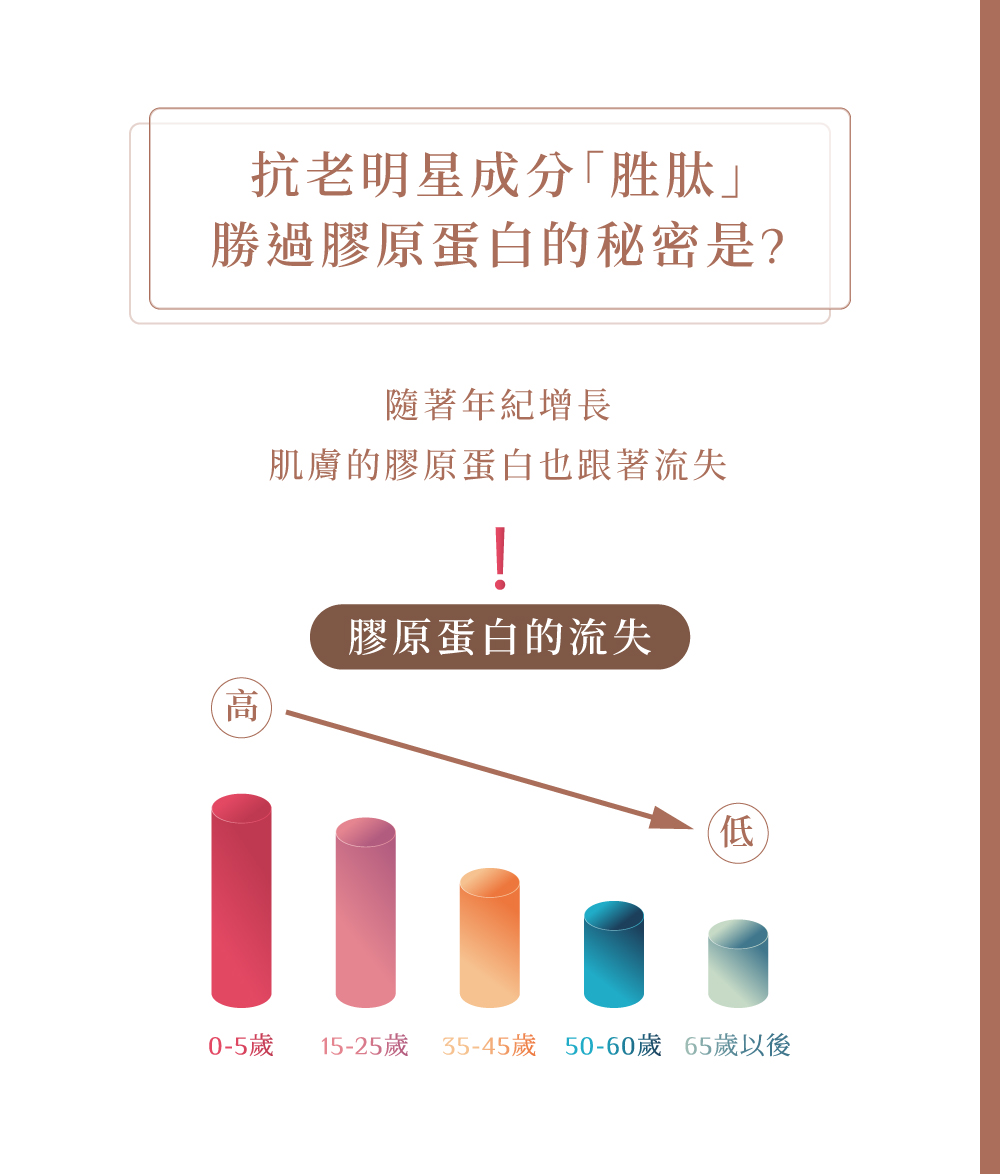 抗老明星成分「胜肽」
勝過膠原蛋白的秘密是?
隨著年紀增長
肌膚的膠原蛋白也跟著流失
!
膠原蛋白的流失
高
低
0-5歲 15-25歲 35-45歲 50-60歲 65歲以後